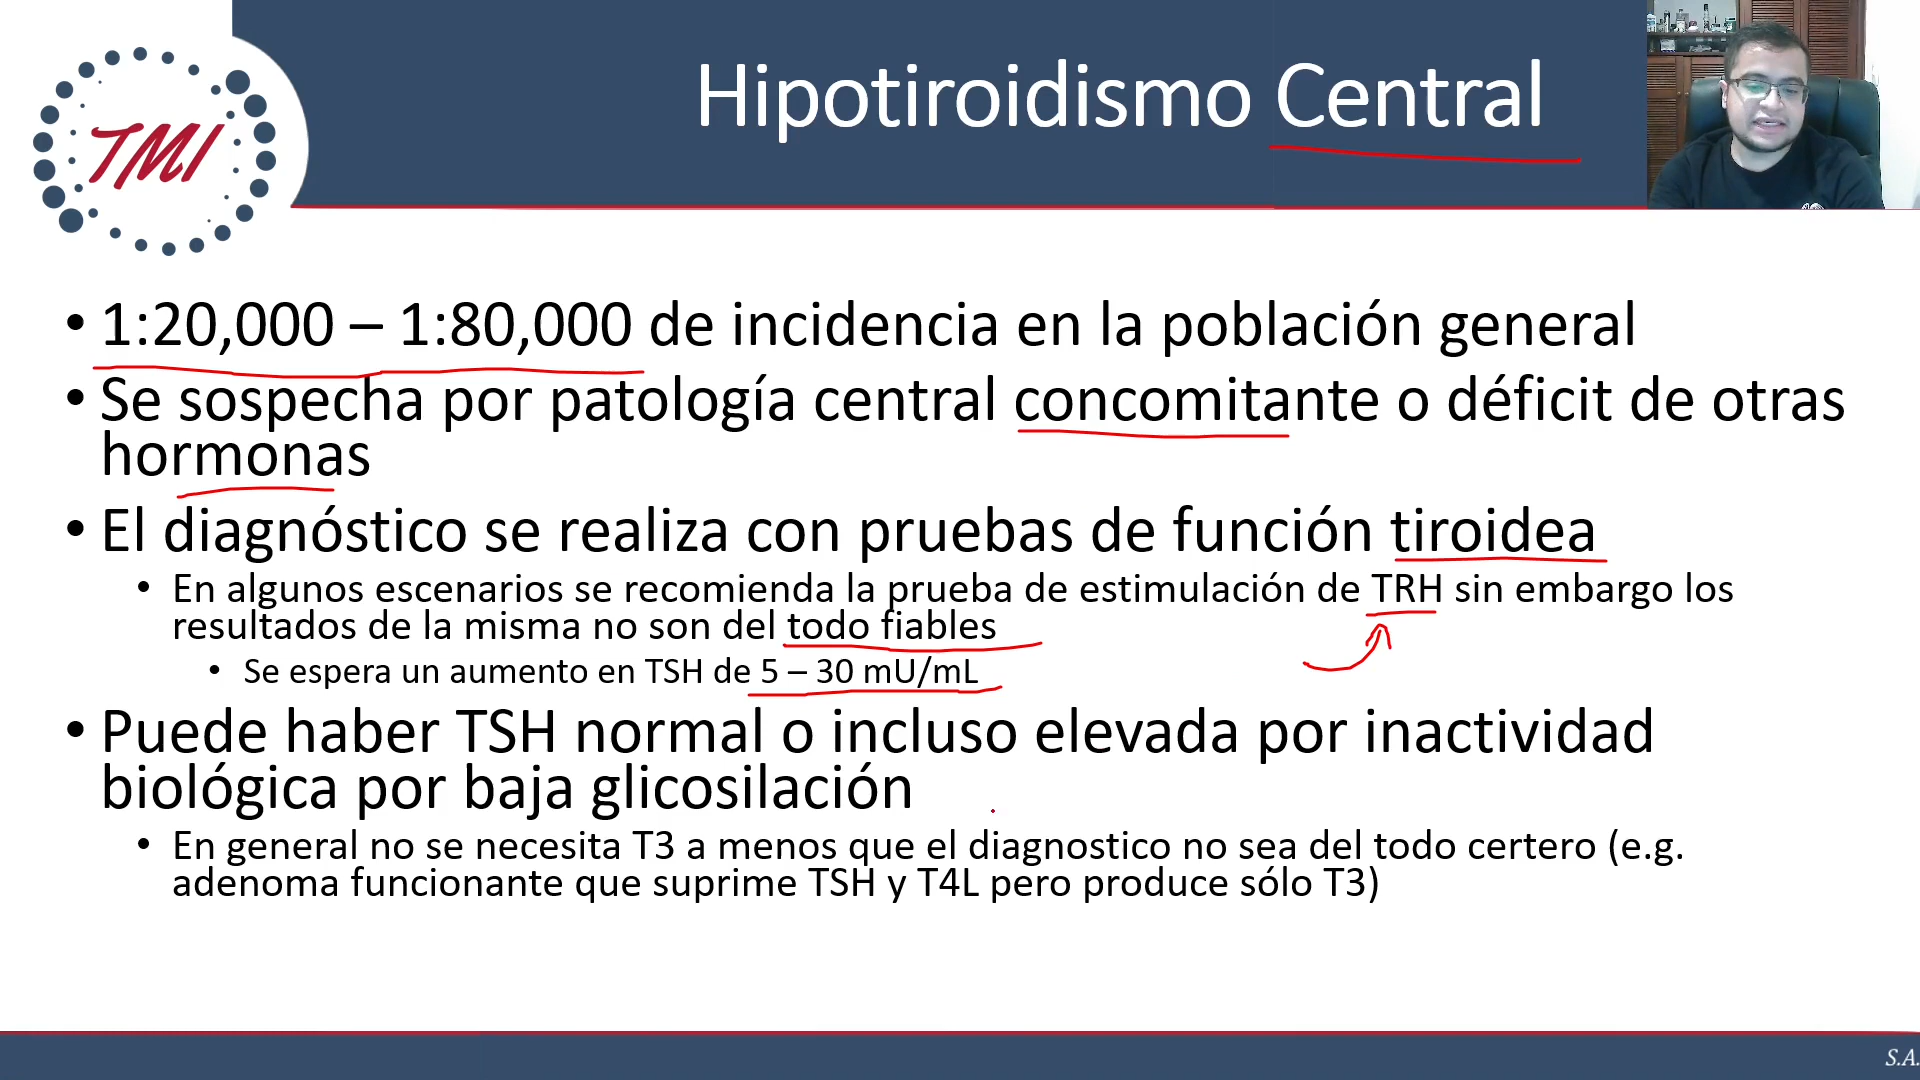 TMI
Hipotiroidismo Central
• 1:20,000 – 1:80,000 de incidencia en la población general
• Se sospecha por patología central concomitante o déficit de otras
hormonas
• El diagnóstico se realiza con pruebas de función tiroidea
• En algunos escenarios se recomienda la prueba de estimulación de TRH sin embargo los
resultados de la misma no son del todo fiables
• Se espera un aumento en TSH de 5 – 30 mU/mL
• Puede haber TSH normal o incluso elevada por inactividad
biológica por baja glicosilación
• En general no se necesita T3 a menos que el diagnostico no sea del todo certero (e.g.
adenoma funcionante que suprime TSH y T4L pero produce sólo T3)
S.A.